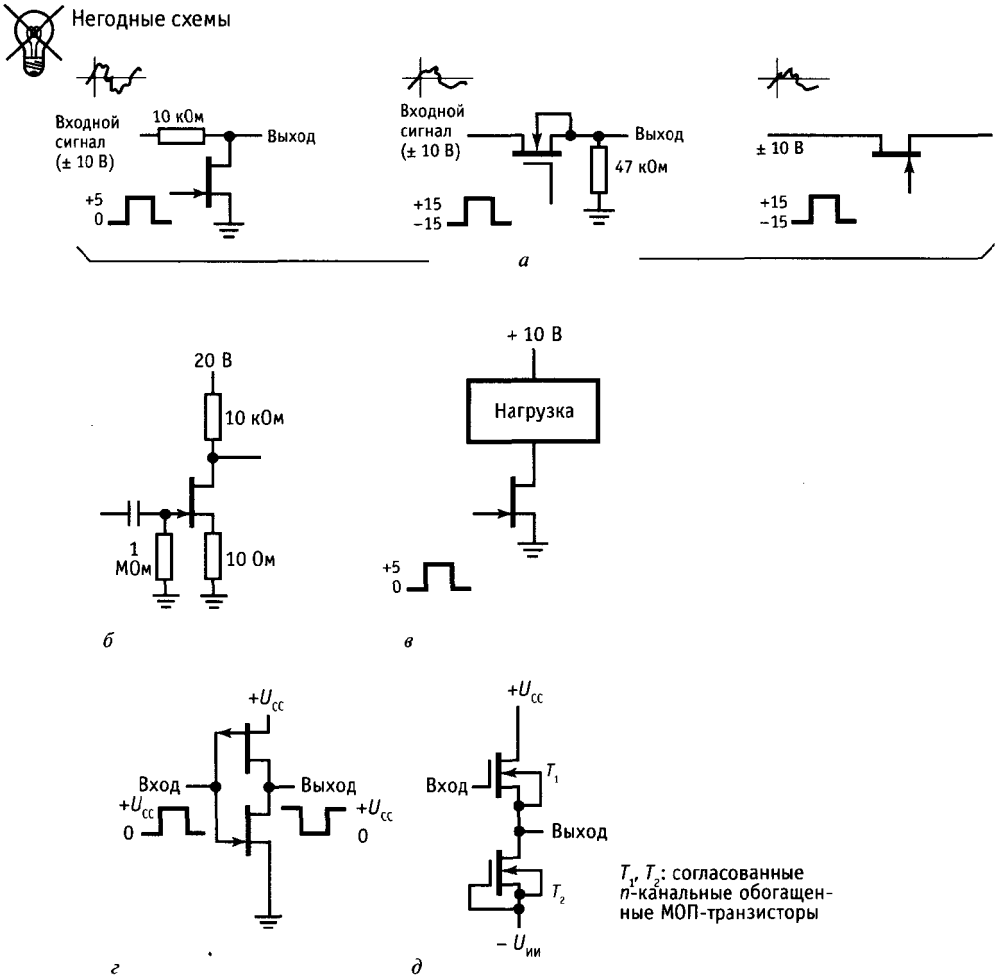 Негодные схемы
Входной
сигнал
(± 10 В)
10 кОм
Выход
+5
0
Входной
сигнал
(± 10 В)
Выход
47 кОм
+15
−15
± 10 В
+15
−15
а
20 В
10 кОм
1
МОм
10 Ом
б
+ 10 В
Нагрузка
+5
0
в
+Uсс
Вход
Выход
+Uсс
0
+Uсс
0
г
+Uсс
Вход
T₁
Выход
T₂
− Uии
T₁, T₂: согласованные
n-канальные обогащен-
ные МОП-транзисторы
д